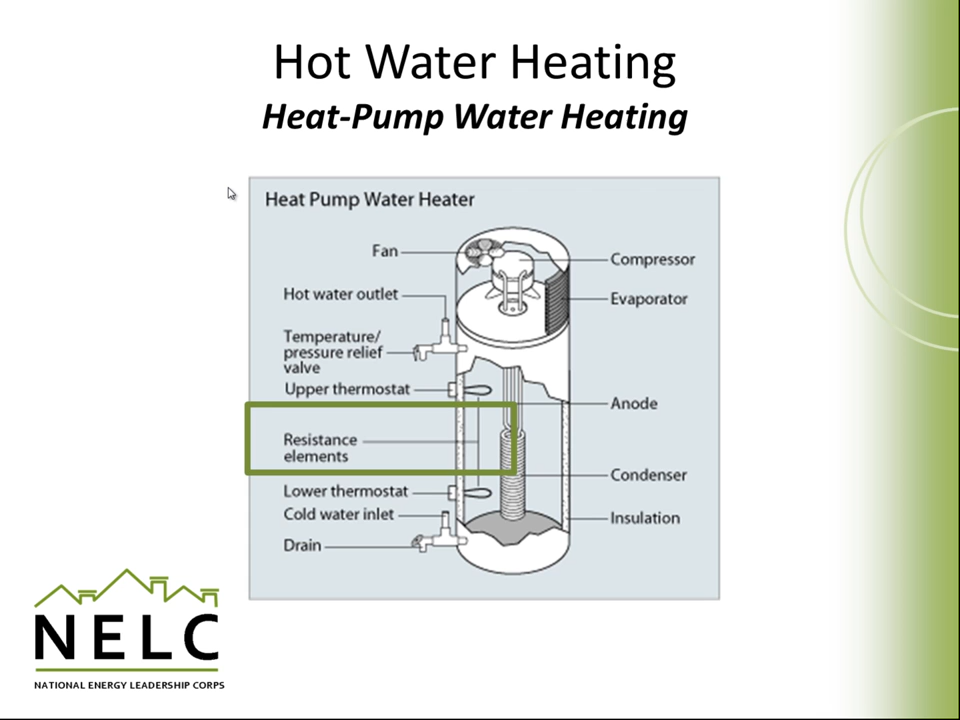 Hot Water Heating
Heat-Pump Water Heating
Heat Pump Water Heater
Fan
Hot water outlet
Temperature/
pressure relief
valve
Upper thermostat
Resistance
elements
Lower thermostat
Cold water inlet
Drain
Compressor
Evaporator
Anode
Condenser
Insulation
NELC
NATIONAL ENERGY LEADERSHIP CORPS